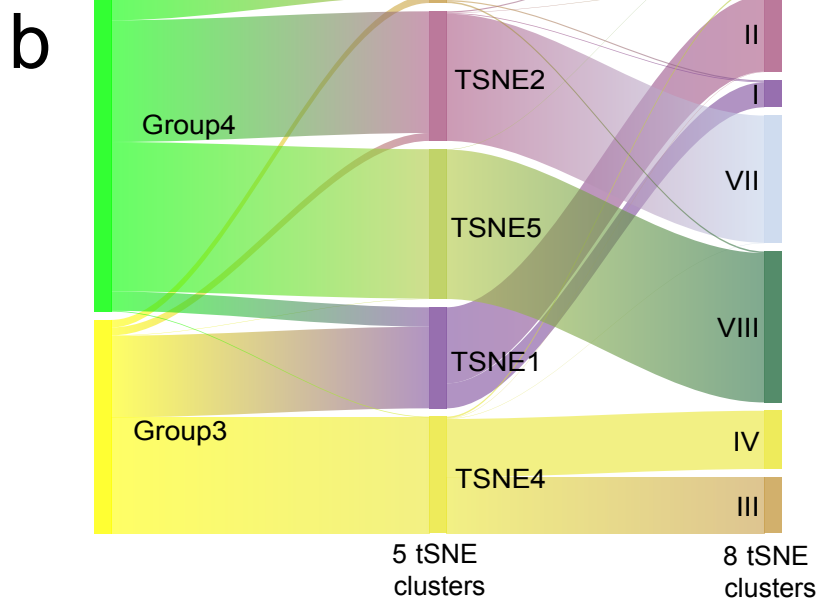 b
II
TSNE2
I
Group4
VII
TSNE5
VIII
TSNE1
Group3
IV
TSNE4
III
5 tSNE
clusters
8 tSNE
clusters